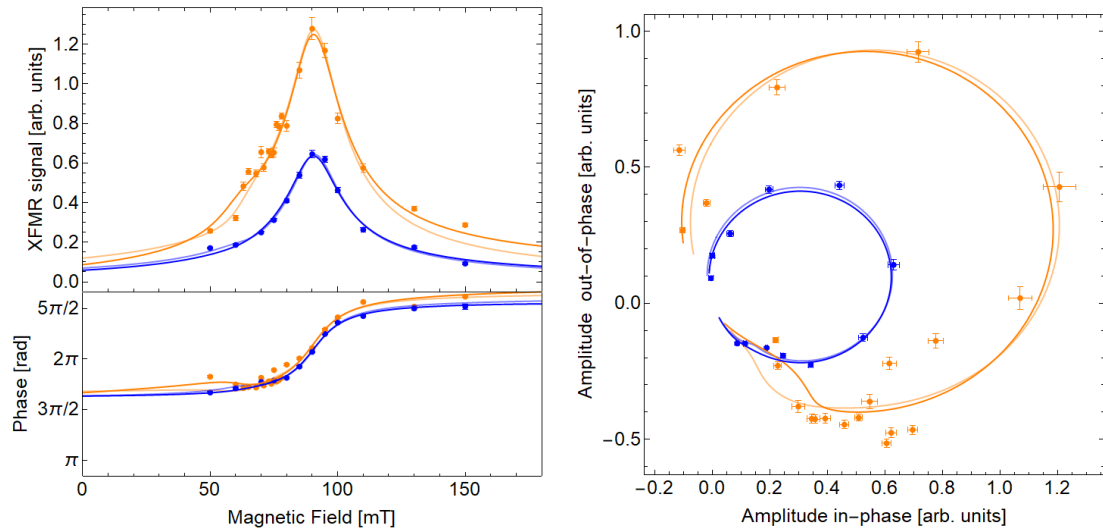 XFMR signal [arb. units]
1.2
1.0
0.8
0.6
0.4
0.2
0.0
Phase [rad]
5π/2
2π
3π/2
π
0
50
100
150
Magnetic Field [mT]
Amplitude out-of-phase [arb. units]
1.0
0.5
0.0
−0.5
−0.2
0.0
0.2
0.4
0.6
0.8
1.0
1.2
Amplitude in-phase [arb. units]